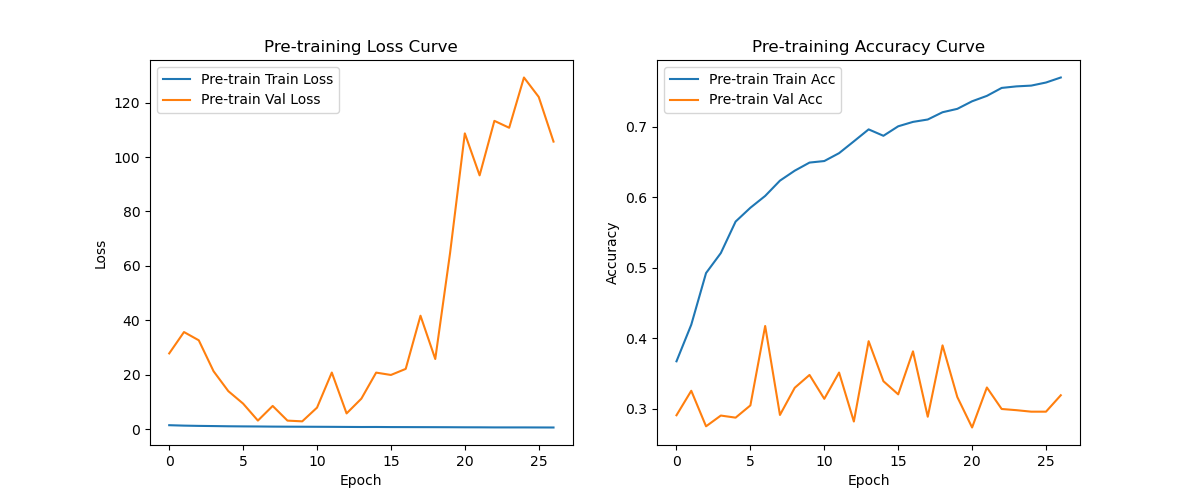 Pre-training Loss Curve
Pre-train Train Loss
Pre-train Val Loss
120
100
80
60
40
20
0
Loss
0 5 10 15 20 25
Epoch
Pre-training Accuracy Curve
Pre-train Train Acc
Pre-train Val Acc
0.7
0.6
0.5
0.4
0.3
Accuracy
0 5 10 15 20 25
Epoch